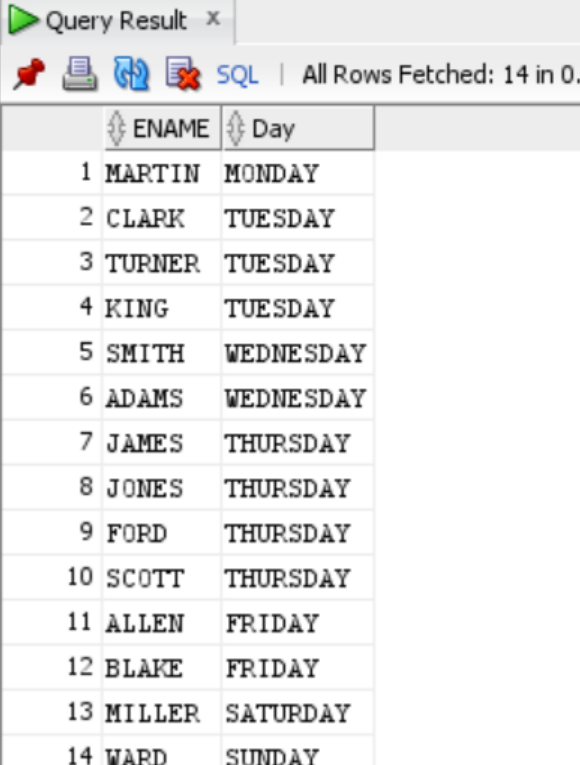 Query Result x
SQL | All Rows Fetched: 14 in 0.
ENAME Day
1 MARTIN MONDAY
2 CLARK TUESDAY
3 TURNER TUESDAY
4 KING TUESDAY
5 SMITH WEDNESDAY
6 ADAMS WEDNESDAY
7 JAMES THURSDAY
8 JONES THURSDAY
9 FORD THURSDAY
10 SCOTT THURSDAY
11 ALLEN FRIDAY
12 BLAKE FRIDAY
13 MILLER SATURDAY
14 WARD SUNDAY